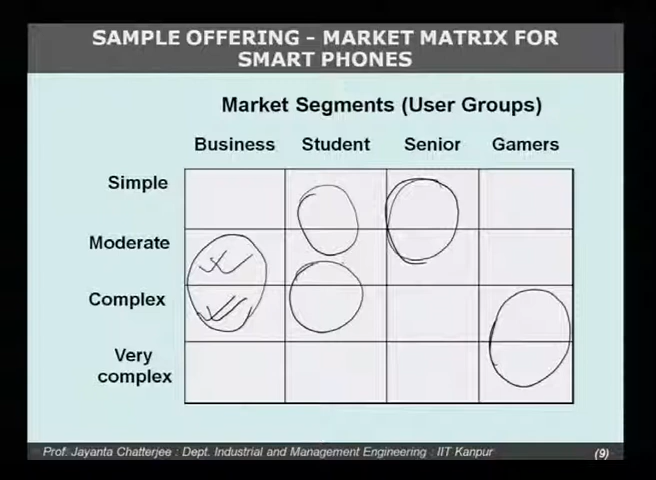 SAMPLE OFFERING – MARKET MATRIX FOR
SMART PHONES
Market Segments (User Groups)
Business Student Senior Gamers
Simple
Moderate
Complex
Very
complex
Prof. Jayanta Chatterjee : Dept. Industrial and Management Engineering : IIT Kanpur (9)